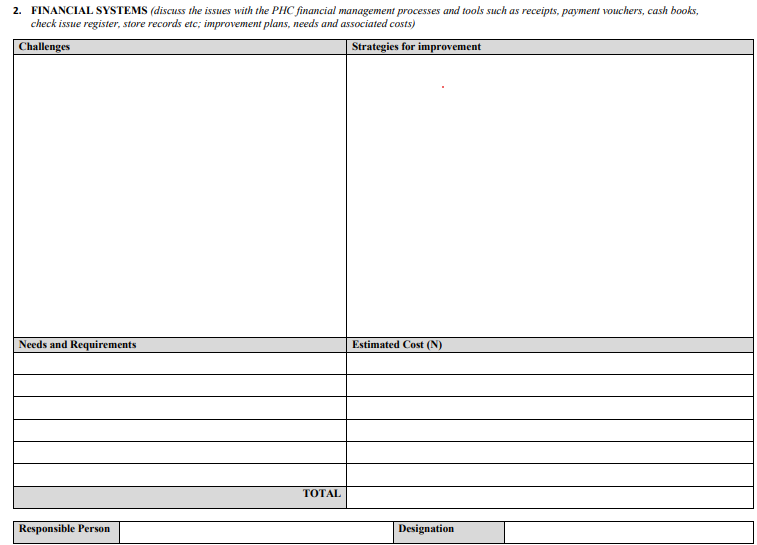 2. FINANCIAL SYSTEMS (discuss the issues with the PHC financial management processes and tools such as receipts, payment vouchers, cash books,
check issue register, store records etc; improvement plans, needs and associated costs)
Challenges Strategies for improvement
Needs and Requirements Estimated Cost (N)
TOTAL
Responsible Person Designation